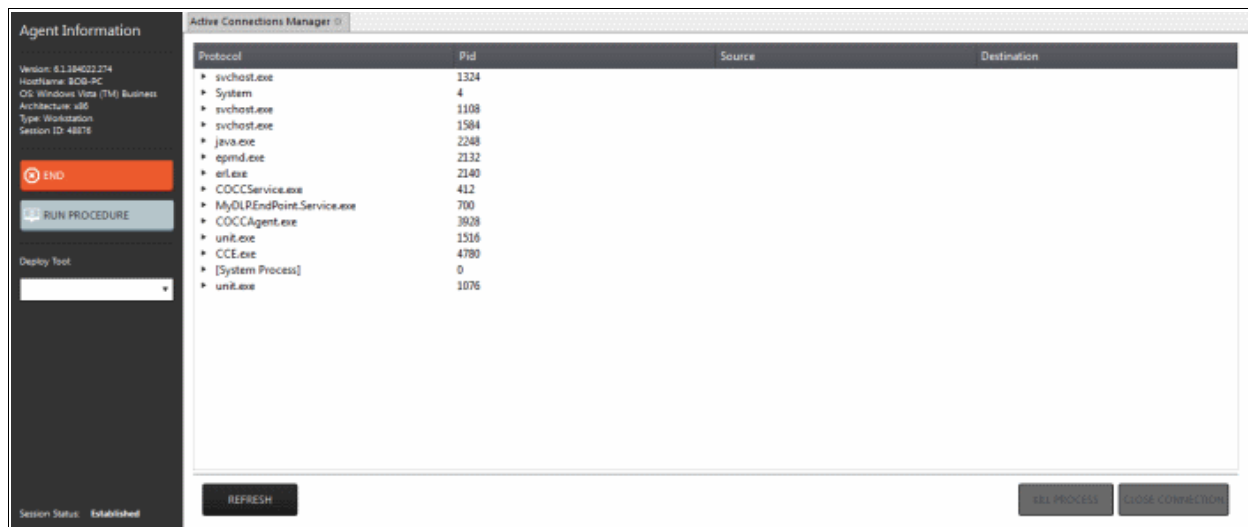 Agent Information
Version: 6.1.384022.274
HostName: BOB-PC
OS: Windows Vista (TM) Business
Architecture: x86
Type: Workstation
Session ID: 48876
END
RUN PROCEDURE
Deploy Tool:
Session Status: Established
Active Connections Manager
Protocol Pid Source Destination
svchost.exe 1324
System 4
svchost.exe 1108
svchost.exe 1584
java.exe 2248
epmd.exe 2132
erl.exe 2140
COCCService.exe 412
MyDLP.EndPoint.Service.exe 700
COCCAgent.exe 3928
unit.exe 1516
CCE.exe 4780
[System Process] 0
unit.exe 1076
REFRESH
KILL PROCESS
CLOSE CONNECTION